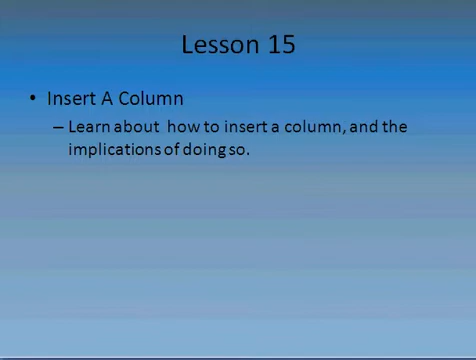 Lesson 15
• Insert A Column
– Learn about how to insert a column, and the
implications of doing so.